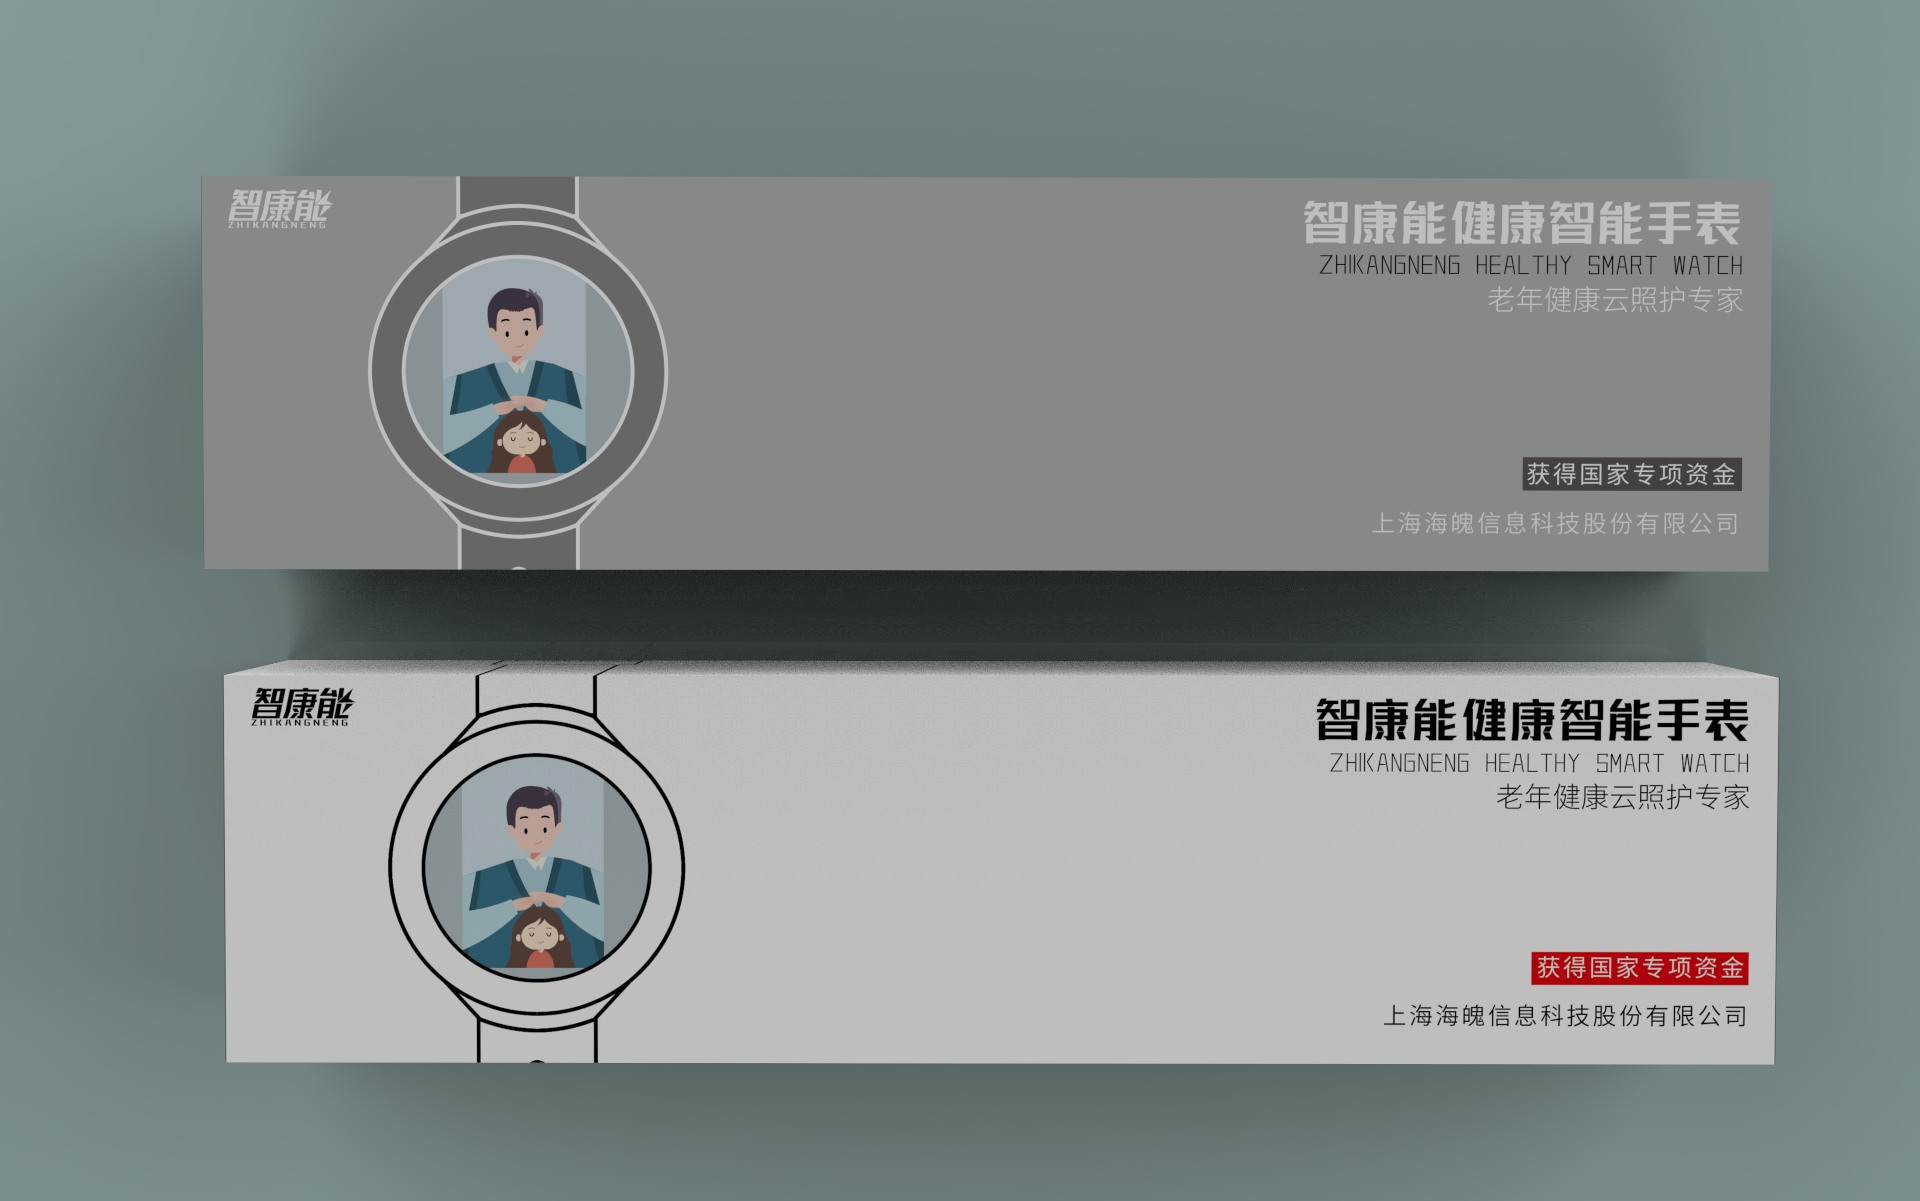 智康能
ZHIKANGNENG
智康能健康智能手表
ZHIKANGNENG HEALTHY SMART WATCH
老年健康云照护专家
获得国家专项资金
上海海魄信息科技股份有限公司
智康能
ZHIKANGNENG
智康能健康智能手表
ZHIKANGNENG HEALTHY SMART WATCH
老年健康云照护专家
获得国家专项资金
上海海魄信息科技股份有限公司